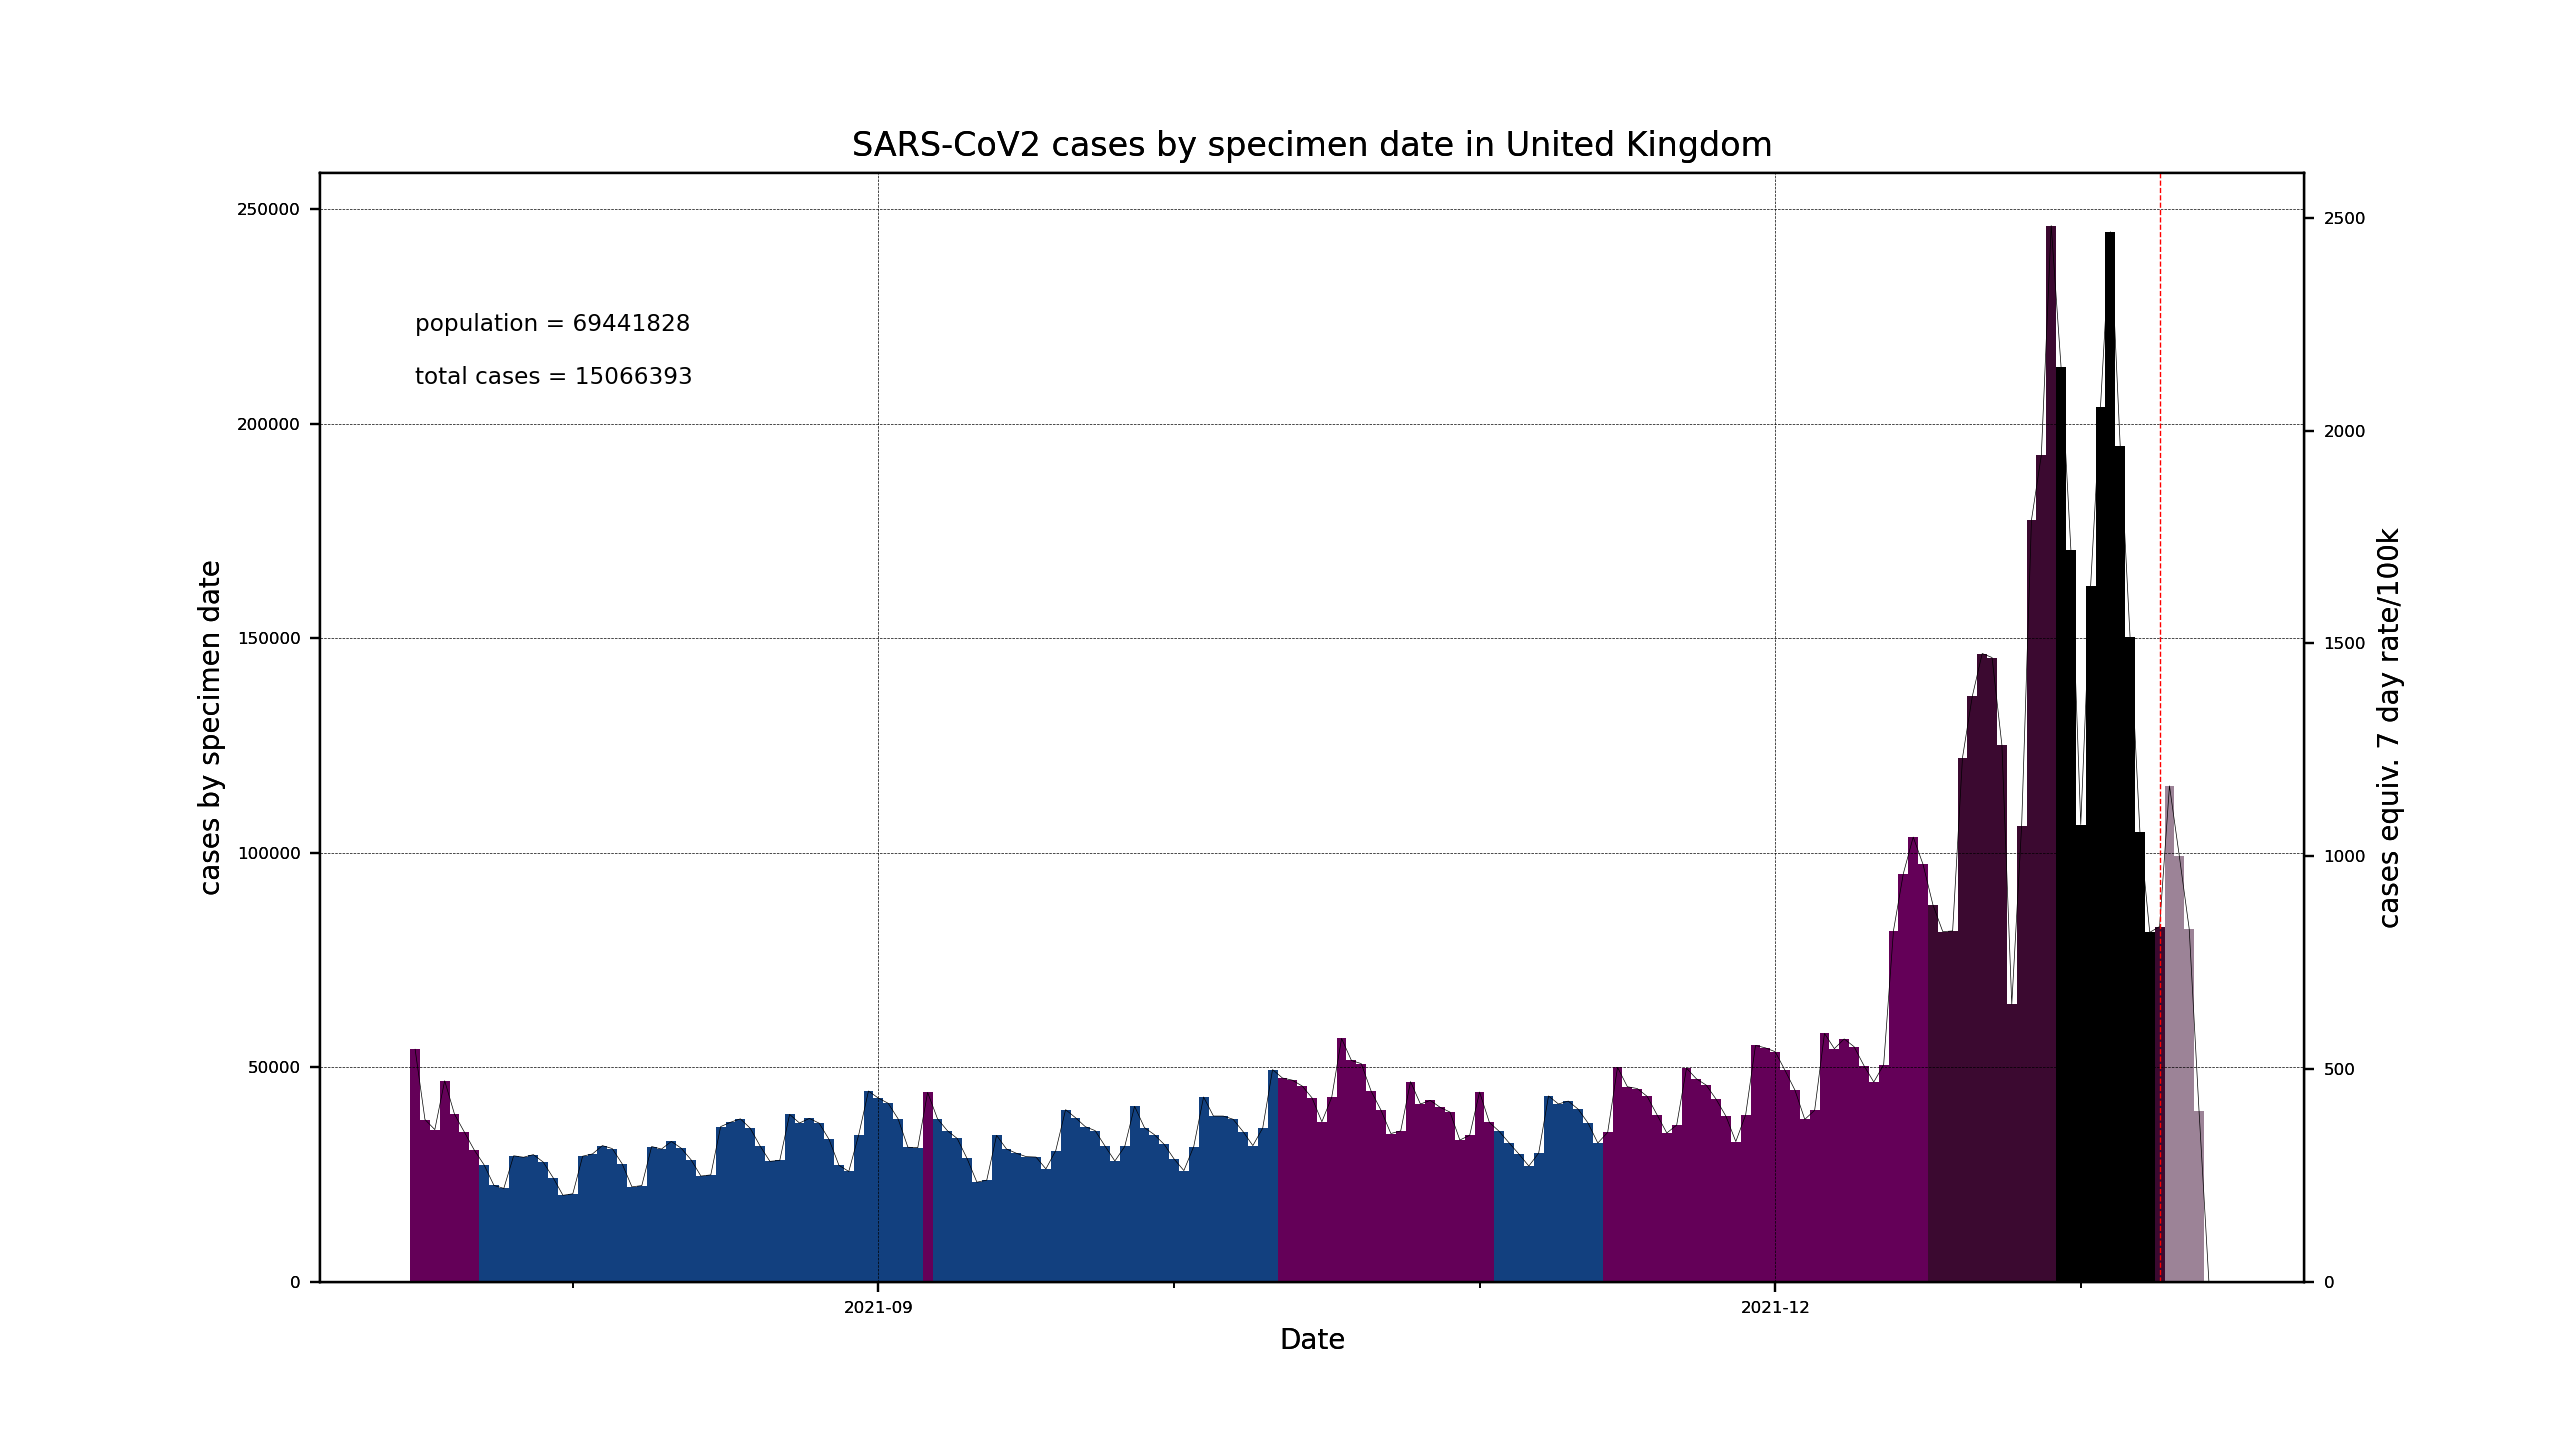 SARS-CoV2 cases by specimen date in United Kingdom
250000
200000
150000
100000
50000
0
cases by specimen date
population = 69441828
total cases = 15066393
2500
2000
1500
1000
500
0
cases equiv. 7 day rate/100k
2021-09
2021-12
Date